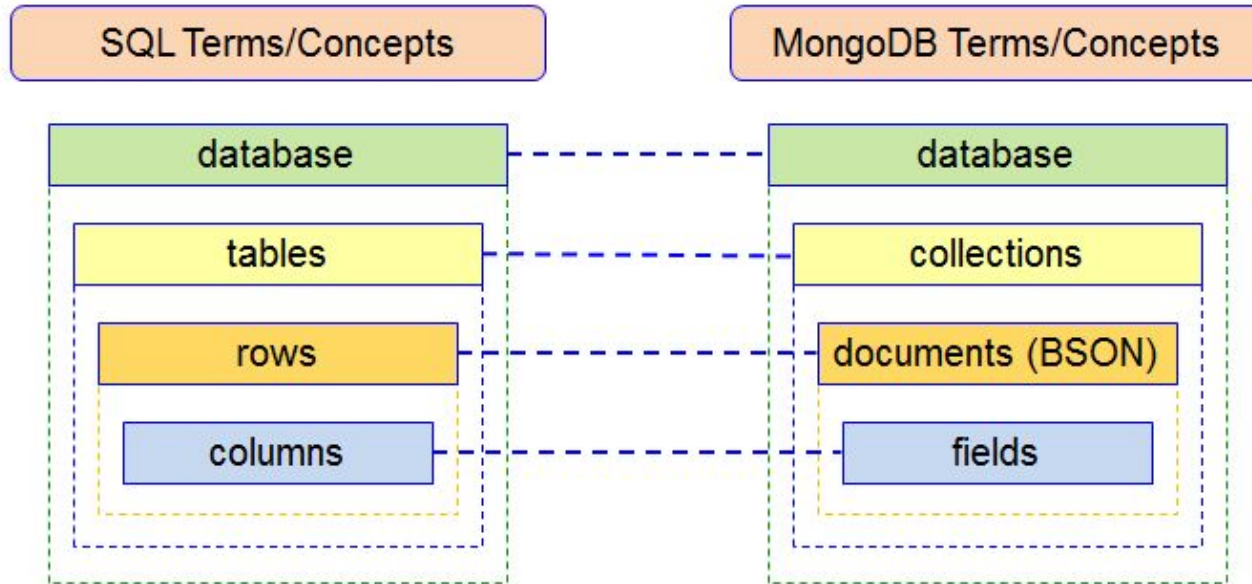 SQL Terms/Concepts
MongoDB Terms/Concepts
database
database
tables
collections
rows
documents (BSON)
columns
fields